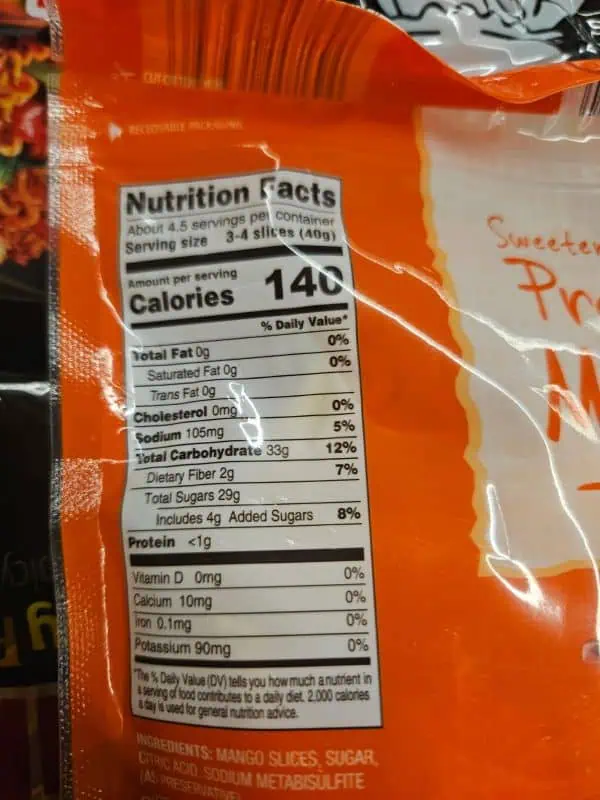 RECLOSABLE PACKAGING
Nutrition Facts
About 4.5 servings per container
Serving size 3-4 slices (40g)
Amount per serving
Calories 140
% Daily Value*
Total Fat 0g 0%
Saturated Fat 0g 0%
Trans Fat 0g
Cholesterol 0mg 0%
Sodium 105mg 5%
Total Carbohydrate 33g 12%
Dietary Fiber 2g 7%
Total Sugars 29g
Includes 4g Added Sugars 8%
Protein <1g
Vitamin D 0mg 0%
Calcium 10mg 0%
Iron 0.1mg 0%
Potassium 90mg 0%
*The % Daily Value (DV) tells you how much a nutrient in
a serving of food contributes to a daily diet. 2,000 calories
a day is used for general nutrition advice.
INGREDIENTS: MANGO SLICES, SUGAR,
CITRIC ACID, SODIUM METABISULFITE
(AS PRESERVATIVE)
Sweeten
Pr
M